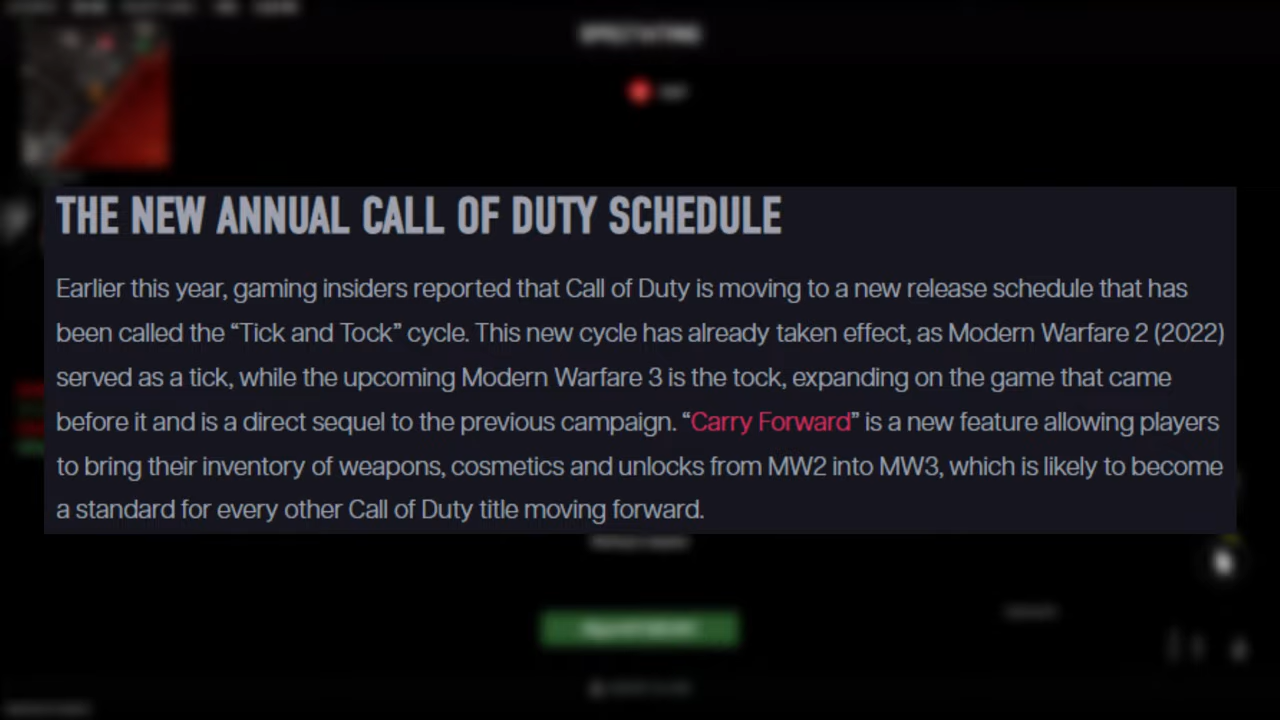 SPECTATING
THE NEW ANNUAL CALL OF DUTY SCHEDULE
Earlier this year, gaming insiders reported that Call of Duty is moving to a new release schedule that has
been called the “Tick and Tock” cycle. This new cycle has already taken effect, as Modern Warfare 2 (2022)
served as a tick, while the upcoming Modern Warfare 3 is the tock, expanding on the game that came
before it and is a direct sequel to the previous campaign. “Carry Forward” is a new feature allowing players
to bring their inventory of weapons, cosmetics and unlocks from MW2 into MW3, which is likely to become
a standard for every other Call of Duty title moving forward.